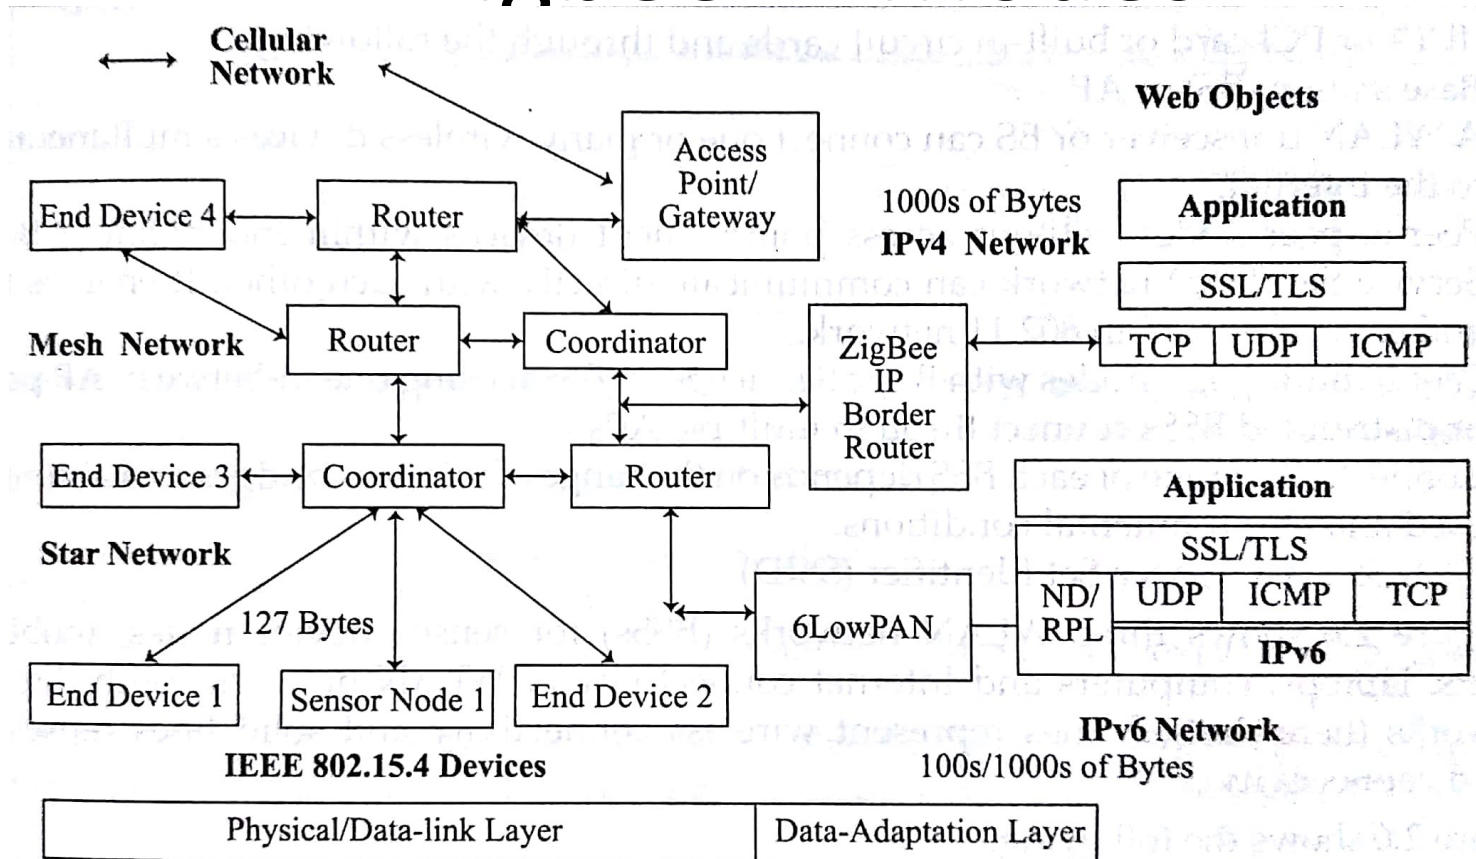 Cellular
Network
Web Objects
Access
Point/
Gateway
End Device 4
Router
1000s of Bytes
IPv4 Network
Application
SSL/TLS
TCP
UDP
ICMP
Mesh Network
Router
Coordinator
ZigBee
IP
Border
Router
End Device 3
Coordinator
Router
Application
Star Network
SSL/TLS
127 Bytes
6LowPAN
ND/
RPL
UDP
ICMP
TCP
IPv6
End Device 1
Sensor Node 1
End Device 2
IPv6 Network
IEEE 802.15.4 Devices
100s/1000s of Bytes
Physical/Data-link Layer
Data-Adaptation Layer